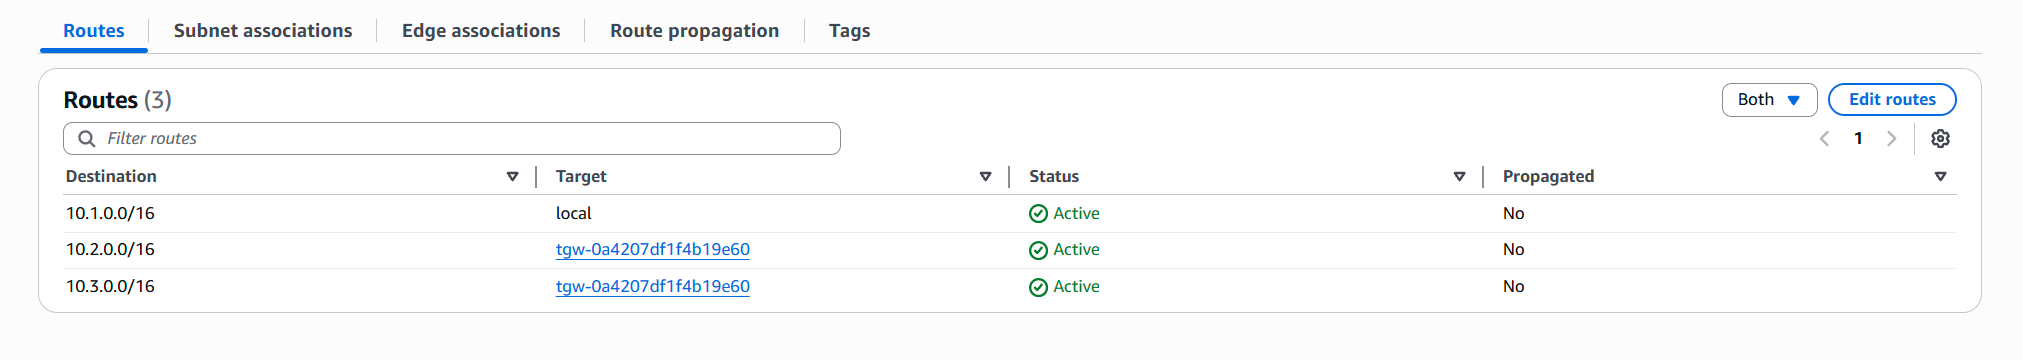 Routes Subnet associations Edge associations Route propagation Tags
Routes (3) Both Edit routes
Filter routes 1
Destination Target Status Propagated
10.1.0.0/16 local Active No
10.2.0.0/16 tgw-0a4207df1f4b19e60 Active No
10.3.0.0/16 tgw-0a4207df1f4b19e60 Active No